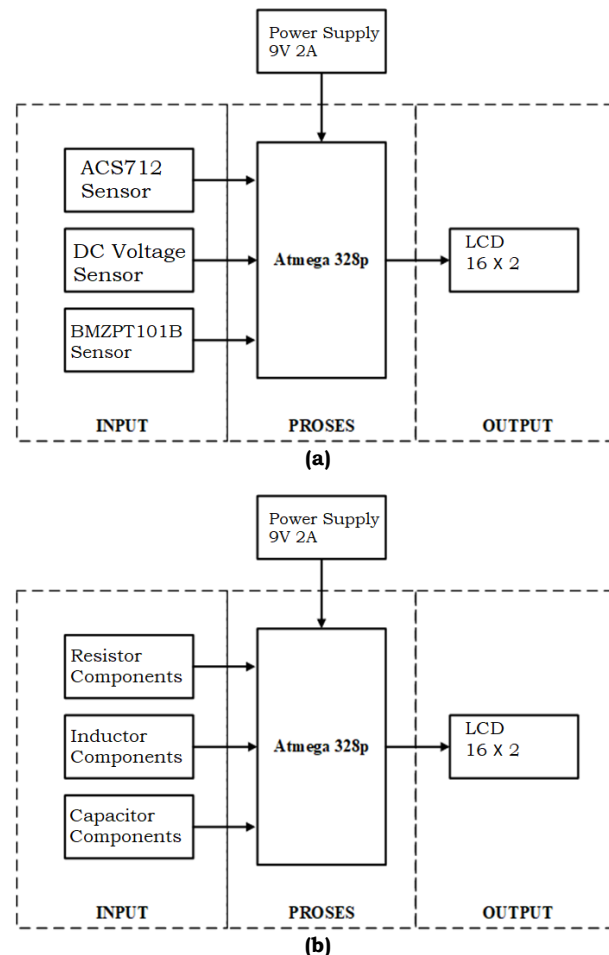 Power Supply
9V 2A
ACS712
Sensor
DC Voltage
Sensor
BMZPT101B
Sensor
Atmega 328p
LCD
16 X 2
INPUT
PROSES
OUTPUT
(a)
Power Supply
9V 2A
Resistor
Components
Inductor
Components
Capacitor
Components
Atmega 328p
LCD
16 X 2
INPUT
PROSES
OUTPUT
(b)